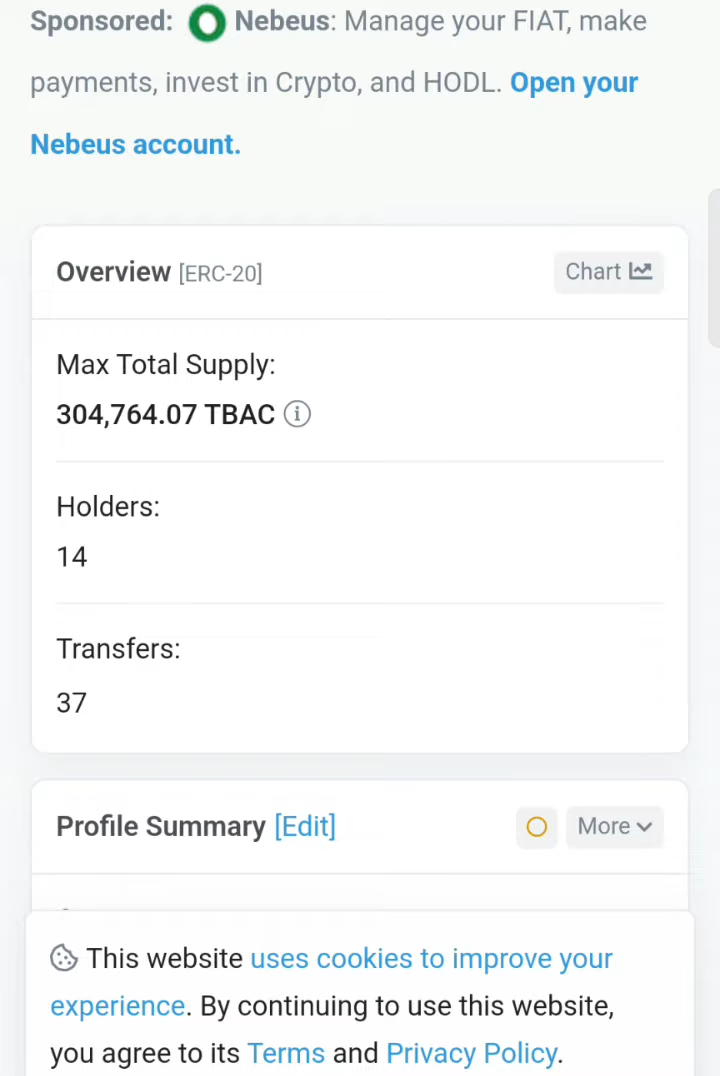 Sponsored: Nebeus: Manage your FIAT, make
payments, invest in Crypto, and HODL. Open your
Nebeus account.
Overview [ERC-20]
Chart
Max Total Supply:
304,764.07 TBAC
Holders:
14
Transfers:
37
Profile Summary [Edit]
More
This website uses cookies to improve your
experience. By continuing to use this website,
you agree to its Terms and Privacy Policy.